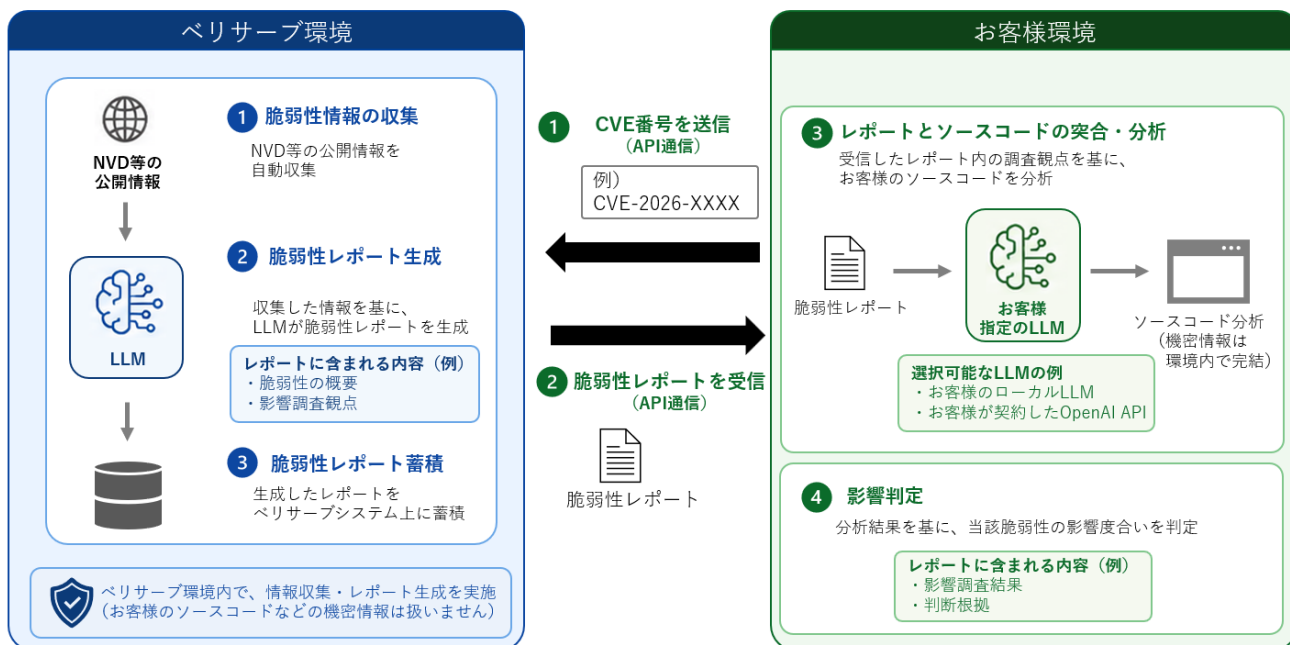 ベリサーブ環境
NVD等の
公開情報
1 脆弱性情報の収集
NVD等の公開情報を
自動収集
LLM
2 脆弱性レポート生成
収集した情報を基に、
LLMが脆弱性レポートを生成
レポートに含まれる内容（例）
・脆弱性の概要
・影響調査観点
3 脆弱性レポート蓄積
生成したレポートを
ベリサーブシステム上に蓄積
ベリサーブ環境内で、情報収集・レポート生成を実施
（お客様のソースコードなどの機密情報は扱いません）
1 CVE番号を送信
（API通信）
例）
CVE-2026-XXXX
2 脆弱性レポートを受信
（API通信）
脆弱性レポート
お客様環境
3 レポートとソースコードの突合・分析
受信したレポート内の調査観点を基に、
お客様のソースコードを分析
脆弱性レポート
お客様
指定のLLM
ソースコード分析
（機密情報は
環境内で完結）
選択可能なLLMの例
・お客様のローカルLLM
・お客様が契約したOpenAI API
4 影響判定
分析結果を基に、当該脆弱性の影響度合いを判定
レポートに含まれる内容（例）
・影響調査結果
・判断根拠